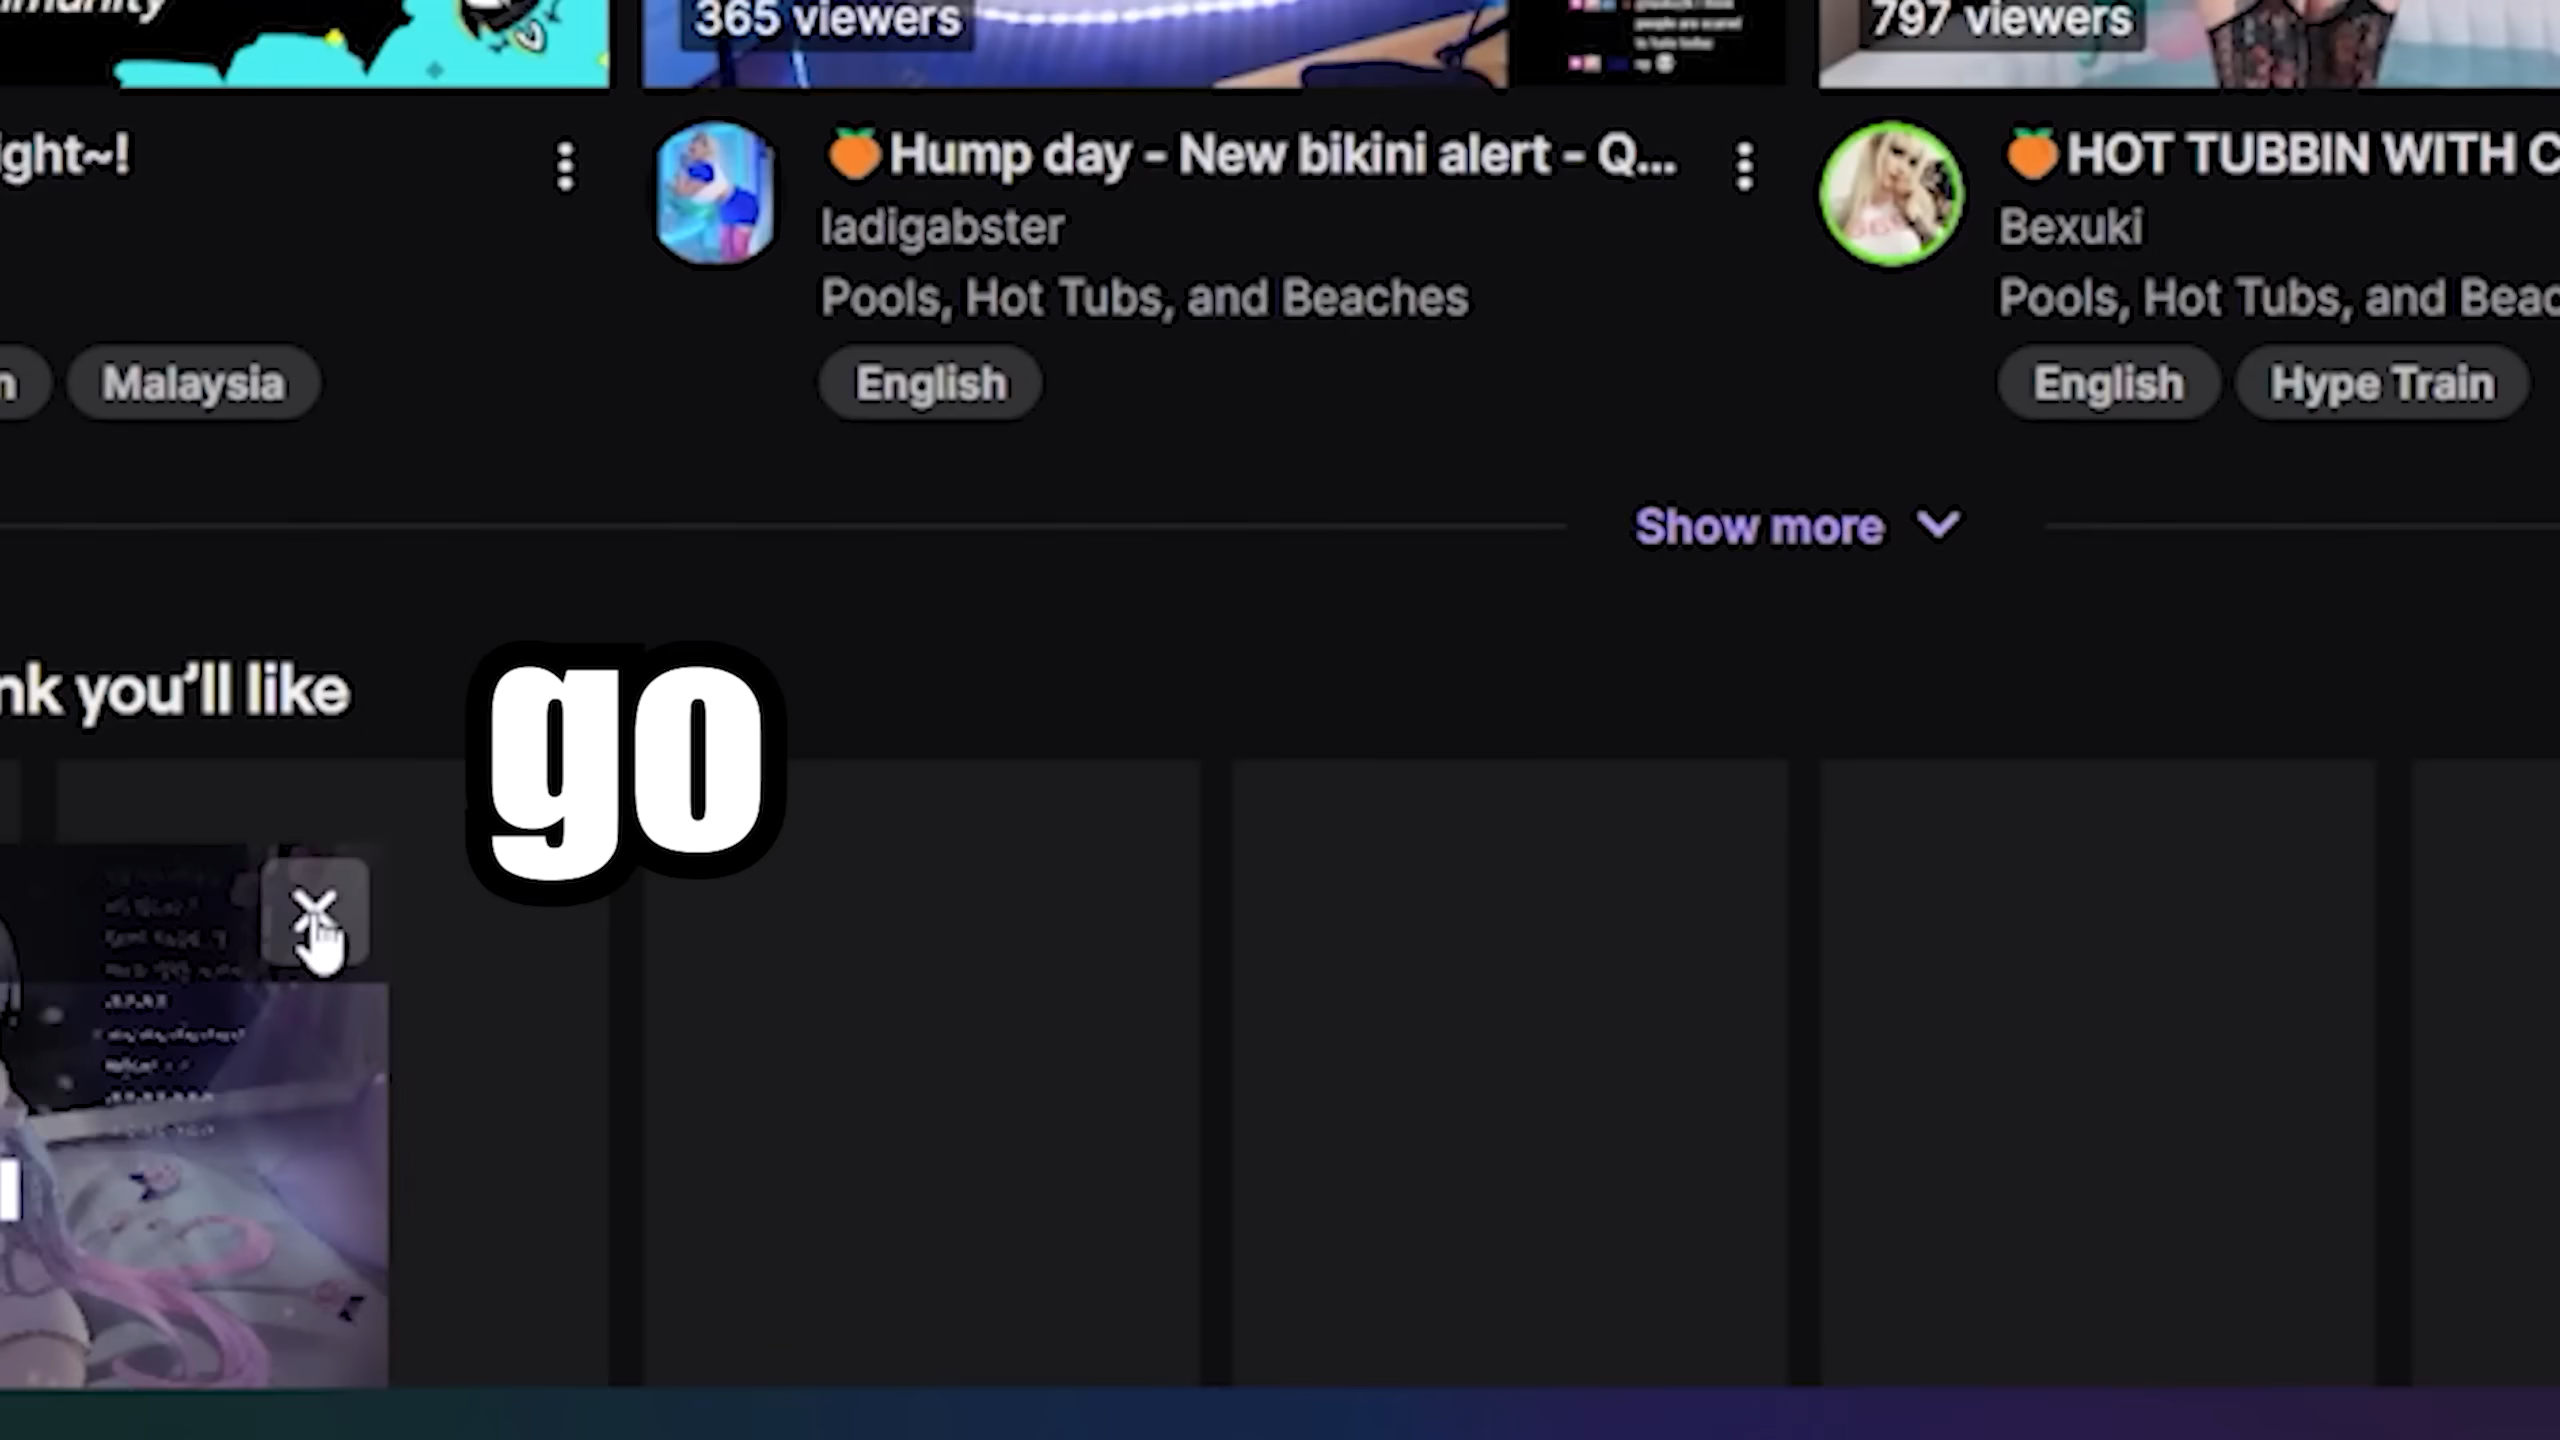 365 viewers
797 viewers
ight~!
🍑Hump day - New bikini alert - Q...
🍑HOT TUBBIN WITH C
ladigabster
Bexuki
Pools, Hot Tubs, and Beaches
Pools, Hot Tubs, and Beac
n
Malaysia
English
English
Hype Train
Show more
nk you'll like
go